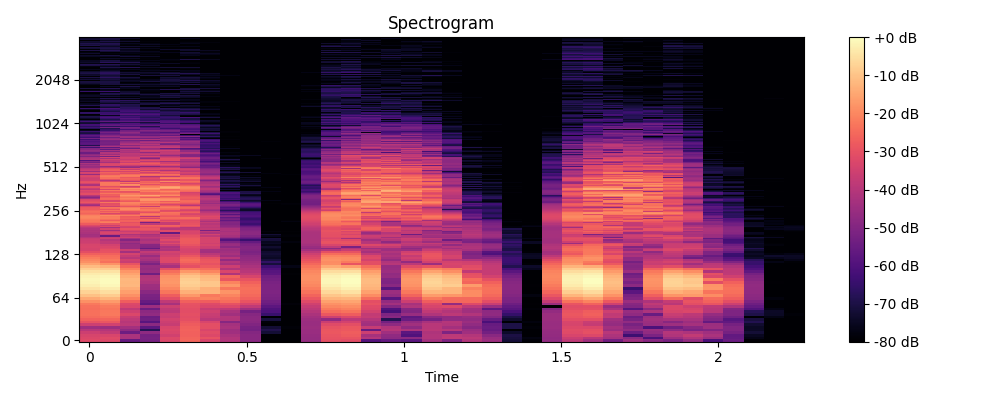 Spectrogram
Hz
2048
1024
512
256
128
64
0
0
0.5
1
1.5
2
Time
+0 dB
-10 dB
-20 dB
-30 dB
-40 dB
-50 dB
-60 dB
-70 dB
-80 dB